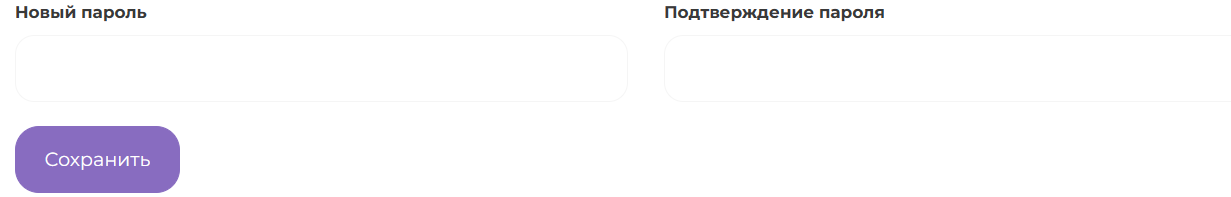 Новый пароль
Подтверждение пароля
Сохранить